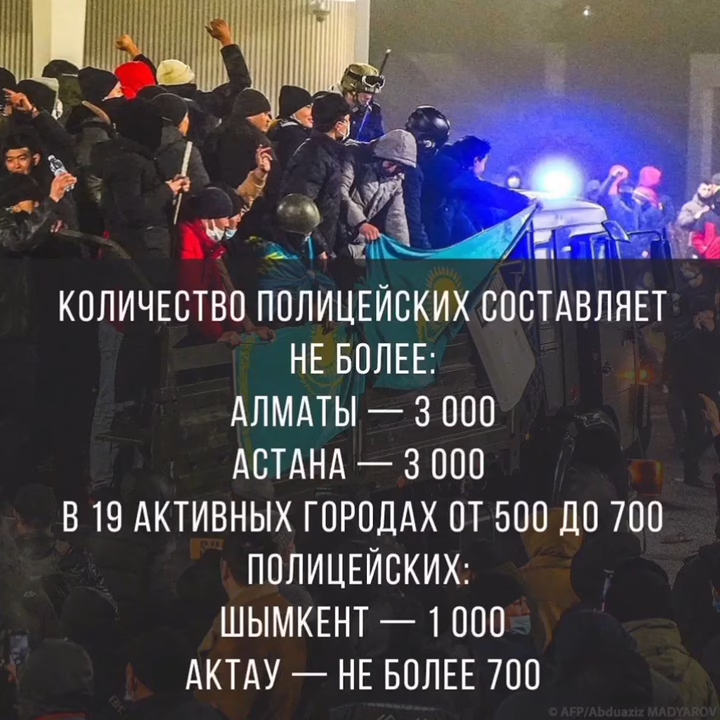 КОЛИЧЕСТВО ПОЛИЦЕЙСКИХ СОСТАВЛЯЕТ
НЕ БОЛЕЕ:
АЛМАТЫ — 3 000
АСТАНА — 3 000
В 19 АКТИВНЫХ ГОРОДАХ ОТ 500 ДО 700
ПОЛИЦЕЙСКИХ:
ШЫМКЕНТ — 1 000
АКТАУ — НЕ БОЛЕЕ 700
© AFP/Abduaziz MADYAROV